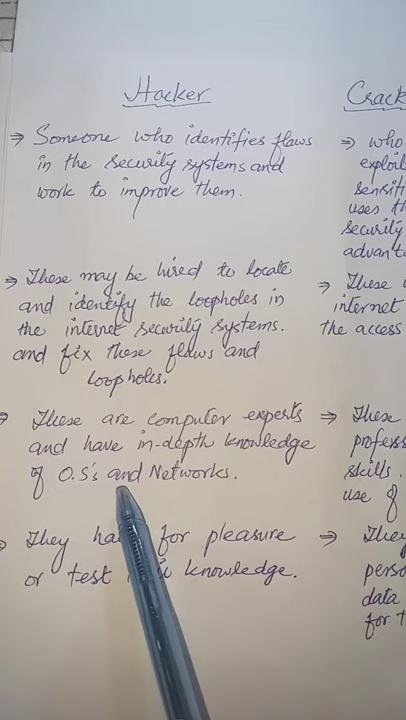 Hacker
⇒ Someone who identifies flaws
in the security systems and
work to improve them.
⇒ These may be hired to locate
and identify the loopholes in
the internet security systems.
and fix these flaws and
loopholes.
These are computer experts
and have in-depth knowledge
of O.S's and Networks.
They for pleasure
or test knowledge.
Crack
⇒ who
exploi
sensiti
uses th
security
advant
⇒ These
internet
the access
⇒ These
profess
skills.
use of
⇒ They
perso
data
for t